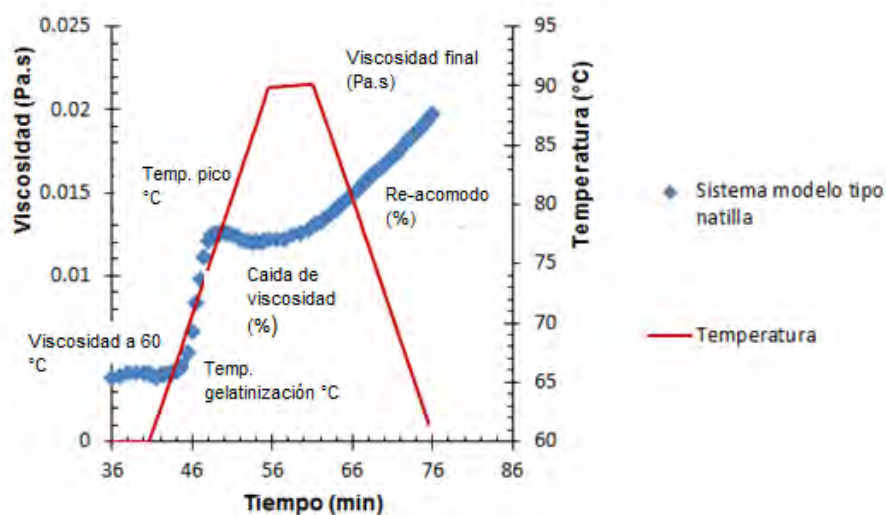 0.025
0.02
0.015
0.01
0.005
0
Viscosidad (Pa.s)
95
90
85
80
75
70
65
60
Temperatura (°C)
36
46
56
66
76
86
Tiempo (min)
Viscosidad final
(Pa.s)
Temp. pico
°C
Re-acomodo
(%)
Caida de
viscosidad
(%)
Viscosidad a 60
°C
Temp.
gelatinización °C
Sistema modelo tipo
natilla
Temperatura